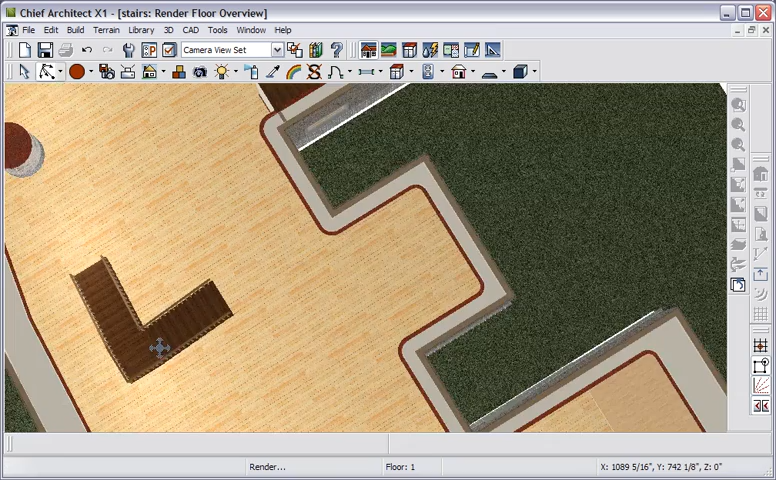 Chief Architect X1 - [stairs: Render Floor Overview]
File Edit Build Terrain Library 3D CAD Tools Window Help
Camera View Set
Render... Floor: 1 X: 1089 5/16", Y: 742 1/8", Z: 0"